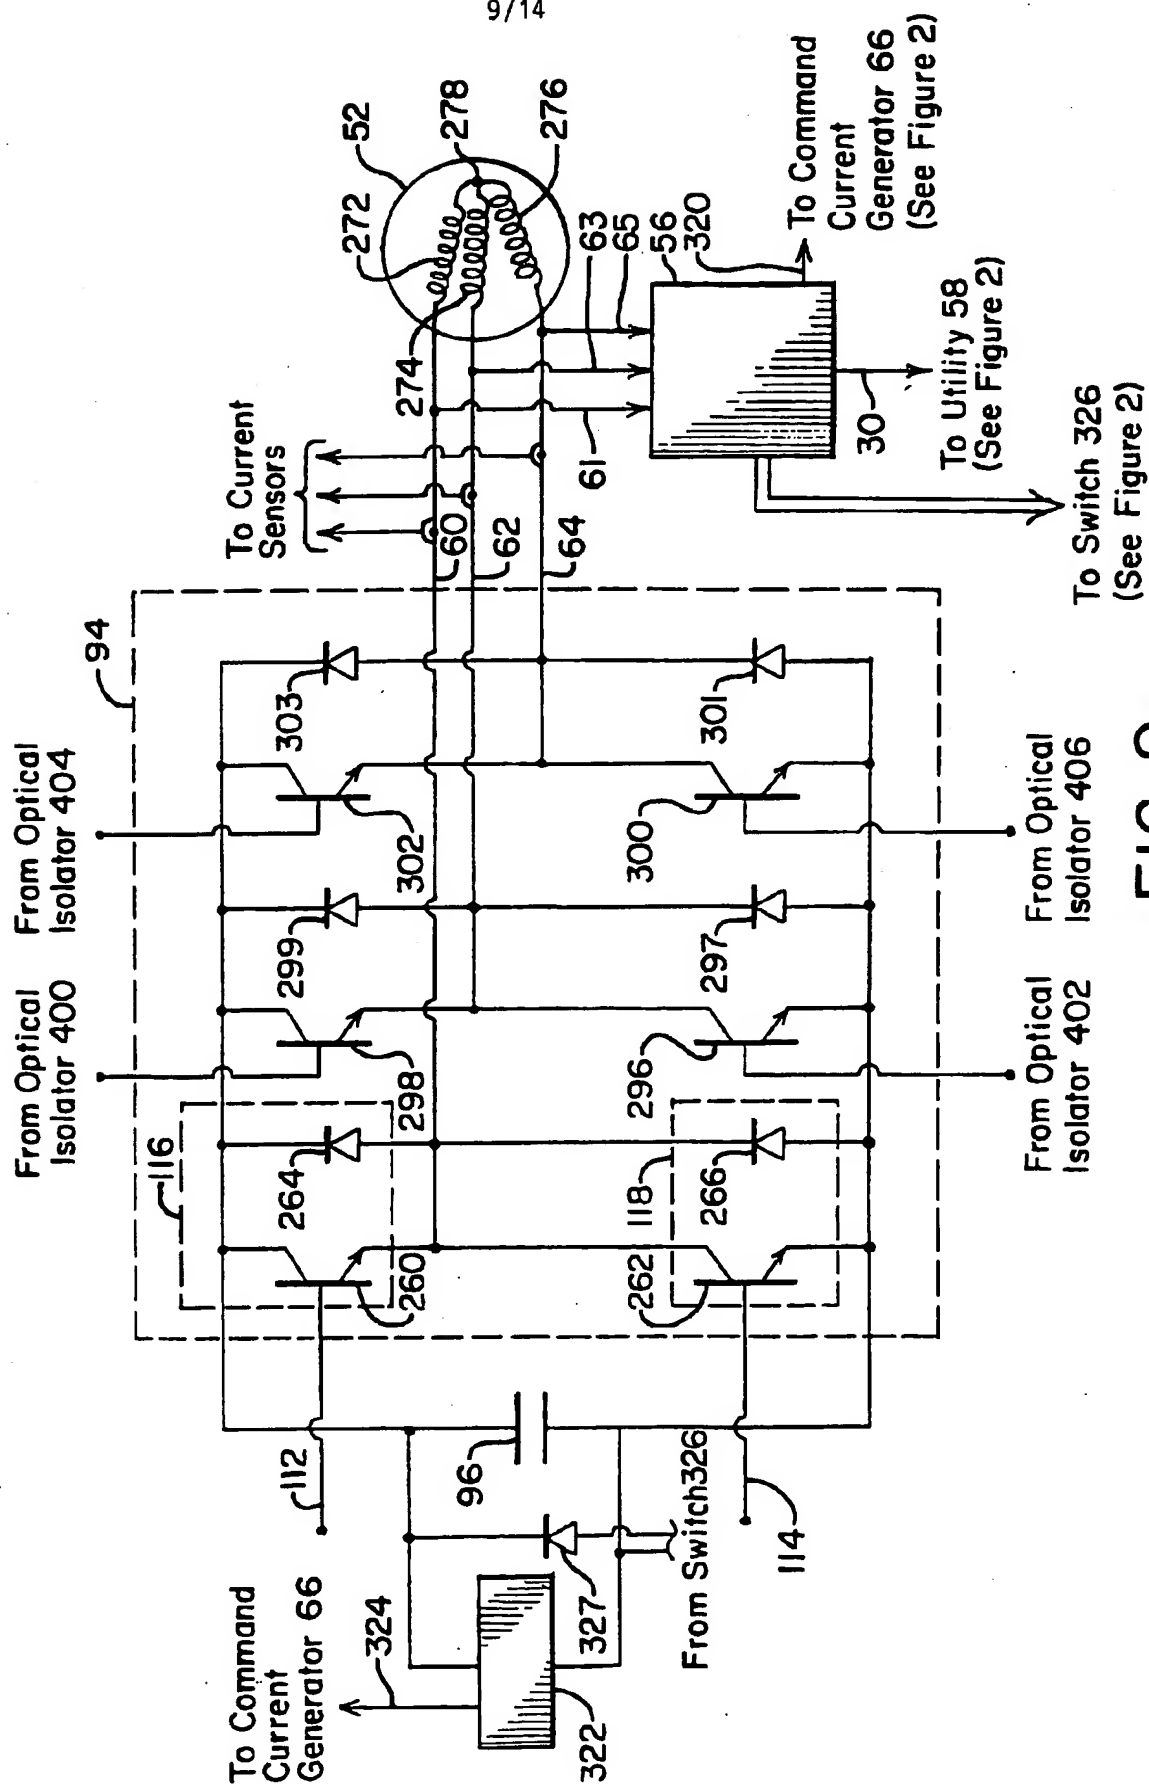 9/14
From Optical
Isolator 400
From Optical
Isolator 404
94
116
To Current
Sensors
To Command
Current
Generator 66
324
112
264
260
299
298
303
302
60
62
64
274
272
52
278
276
61
63
65
56
320
To Command
Current
Generator 66
(See Figure 2)
30
To Utility 58
(See Figure 2)
To Switch 326
(See Figure 2)
96
322
327
From Switch 326
114
262
118
266
296
297
300
301
From Optical
Isolator 402
From Optical
Isolator 406